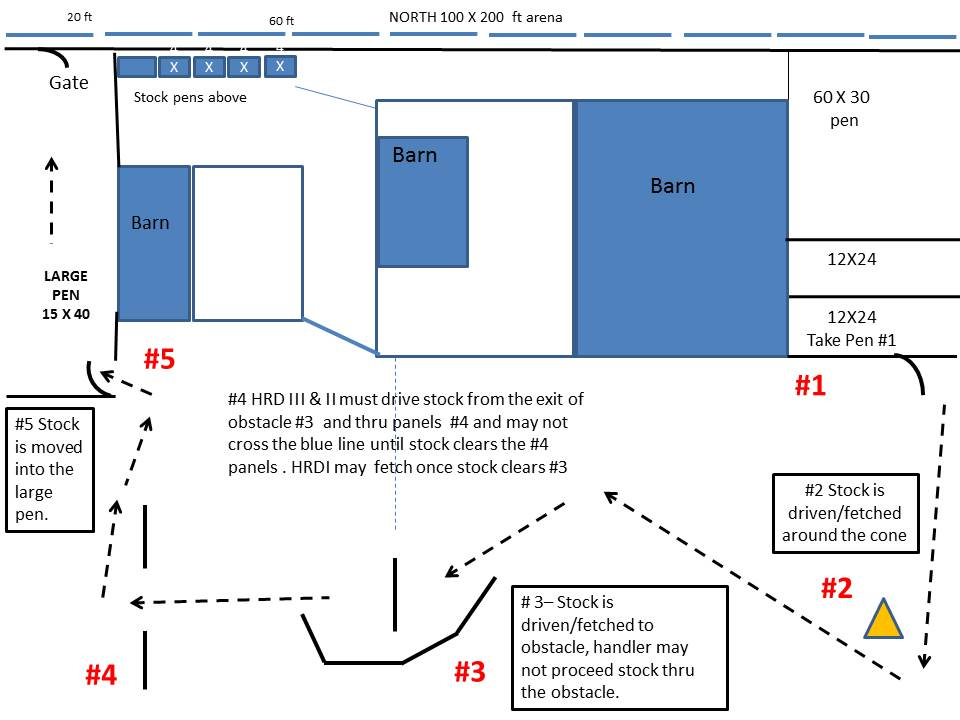 20 ft
60 ft
NORTH 100 X 200 ft arena
Gate
X X X X
Stock pens above
60 X 30
pen
Barn
Barn
Barn
12X24
LARGE
PEN
15 X 40
12X24
Take Pen #1
#5
#1
#4 HRD III & II must drive stock from the exit of
obstacle #3 and thru panels #4 and may not
cross the blue line until stock clears the #4
panels . HRDI may fetch once stock clears #3
#5 Stock
is moved
into the
large
pen.
#2 Stock is
driven/fetched
around the cone
#2
# 3– Stock is
driven/fetched to
obstacle, handler may
not proceed stock thru
the obstacle.
#3
#4